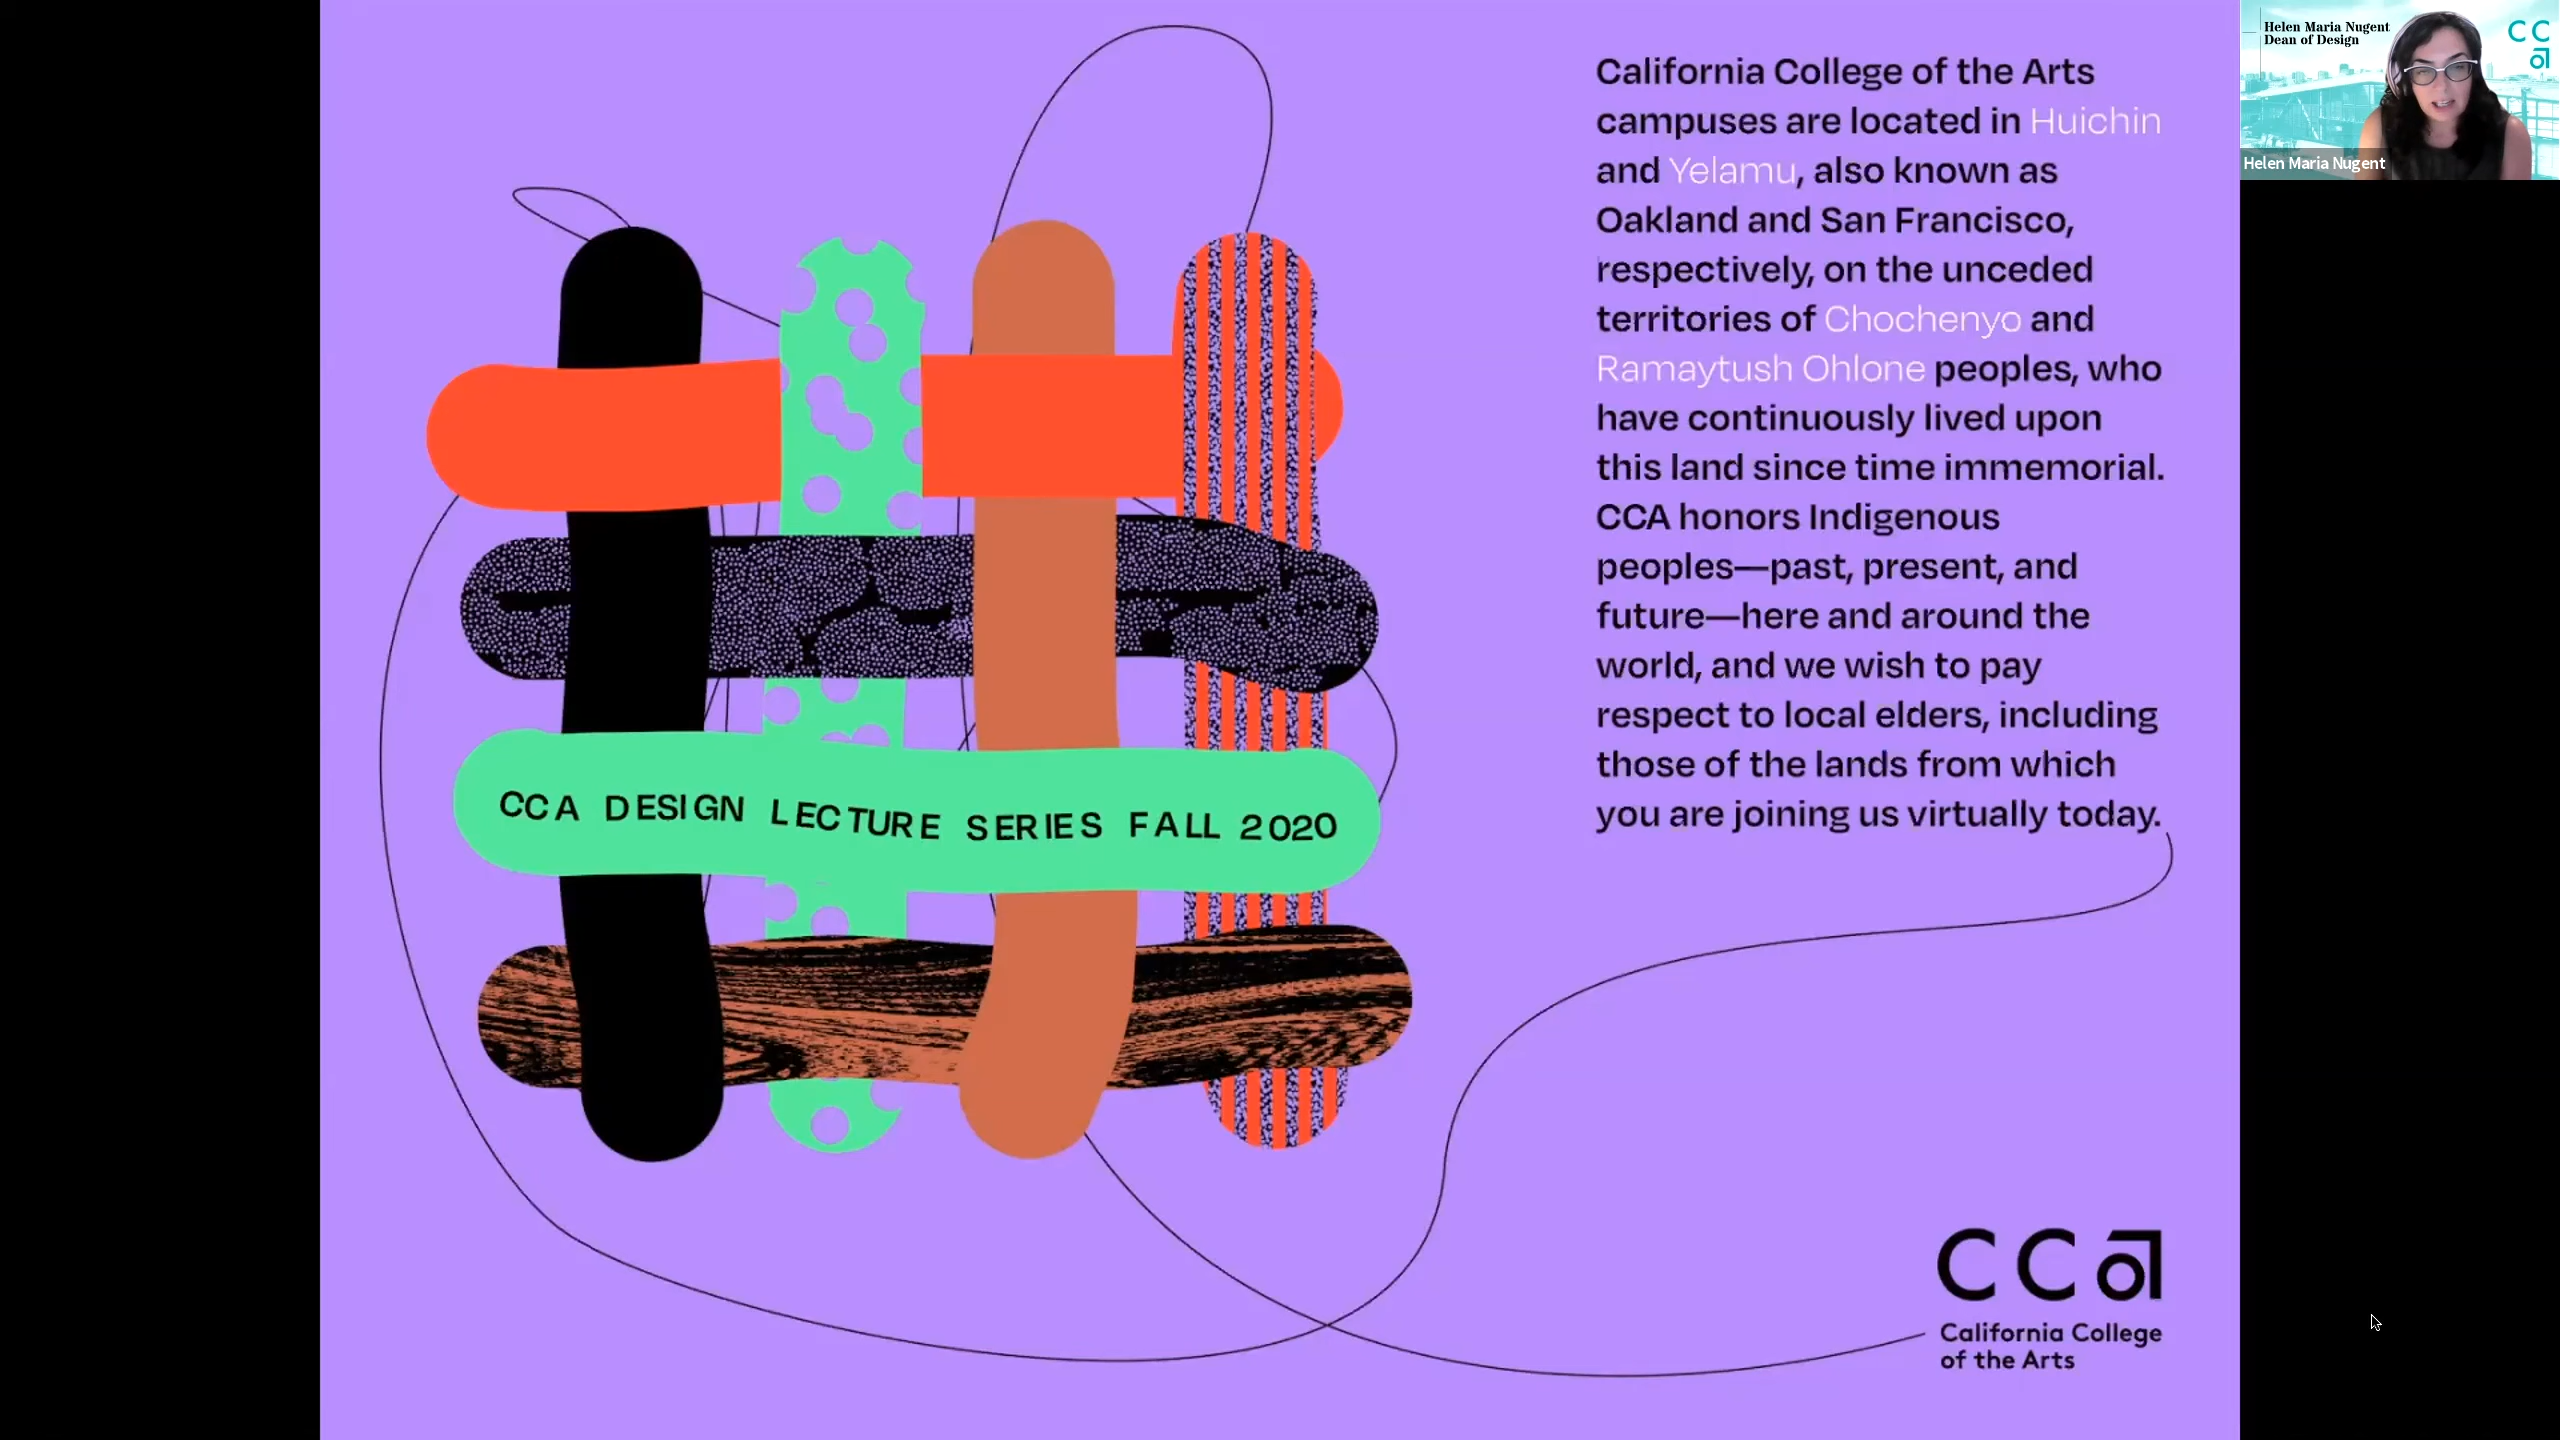 California College of the Arts
campuses are located in Huichin
and Yelamu, also known as
Oakland and San Francisco,
respectively, on the unceded
territories of Chochenyo and
Ramaytush Ohlone peoples, who
have continuously lived upon
this land since time immemorial.
CCA honors Indigenous
peoples—past, present, and
future—here and around the
world, and we wish to pay
respect to local elders, including
those of the lands from which
you are joining us virtually today.
CCA DESIGN LECTURE SERIES FALL 2020
CCa
California College
of the Arts
Helen Maria Nugent
Dean of Design
CC
a
Helen Maria Nugent